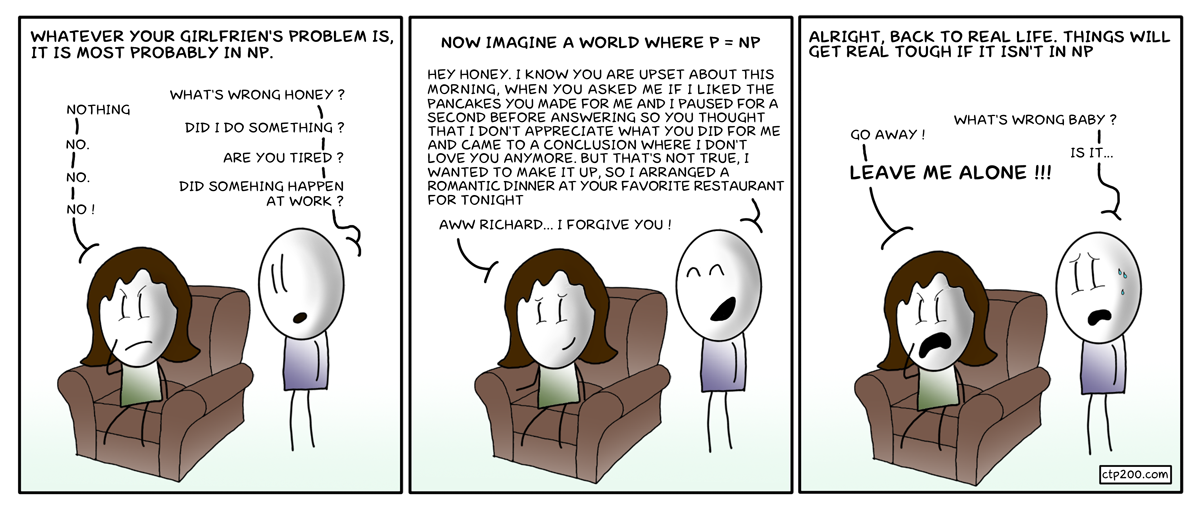 WHATEVER YOUR GIRLFRIEN'S PROBLEM IS,
IT IS MOST PROBABLY IN NP.
WHAT'S WRONG HONEY ?
NOTHING
DID I DO SOMETHING ?
NO.
ARE YOU TIRED ?
NO.
DID SOMEHING HAPPEN
AT WORK ?
NO !
NOW IMAGINE A WORLD WHERE P = NP
HEY HONEY. I KNOW YOU ARE UPSET ABOUT THIS
MORNING, WHEN YOU ASKED ME IF I LIKED THE
PANCAKES YOU MADE FOR ME AND I PAUSED FOR A
SECOND BEFORE ANSWERING SO YOU THOUGHT
THAT I DON'T APPRECIATE WHAT YOU DID FOR ME
AND CAME TO A CONCLUSION WHERE I DON'T
LOVE YOU ANYMORE. BUT THAT'S NOT TRUE, I
WANTED TO MAKE IT UP, SO I ARRANGED A
ROMANTIC DINNER AT YOUR FAVORITE RESTAURANT
FOR TONIGHT
AWW RICHARD... I FORGIVE YOU !
ALRIGHT, BACK TO REAL LIFE. THINGS WILL
GET REAL TOUGH IF IT ISN'T IN NP
WHAT'S WRONG BABY ?
GO AWAY !
IS IT...
LEAVE ME ALONE !!!
ctp200.com